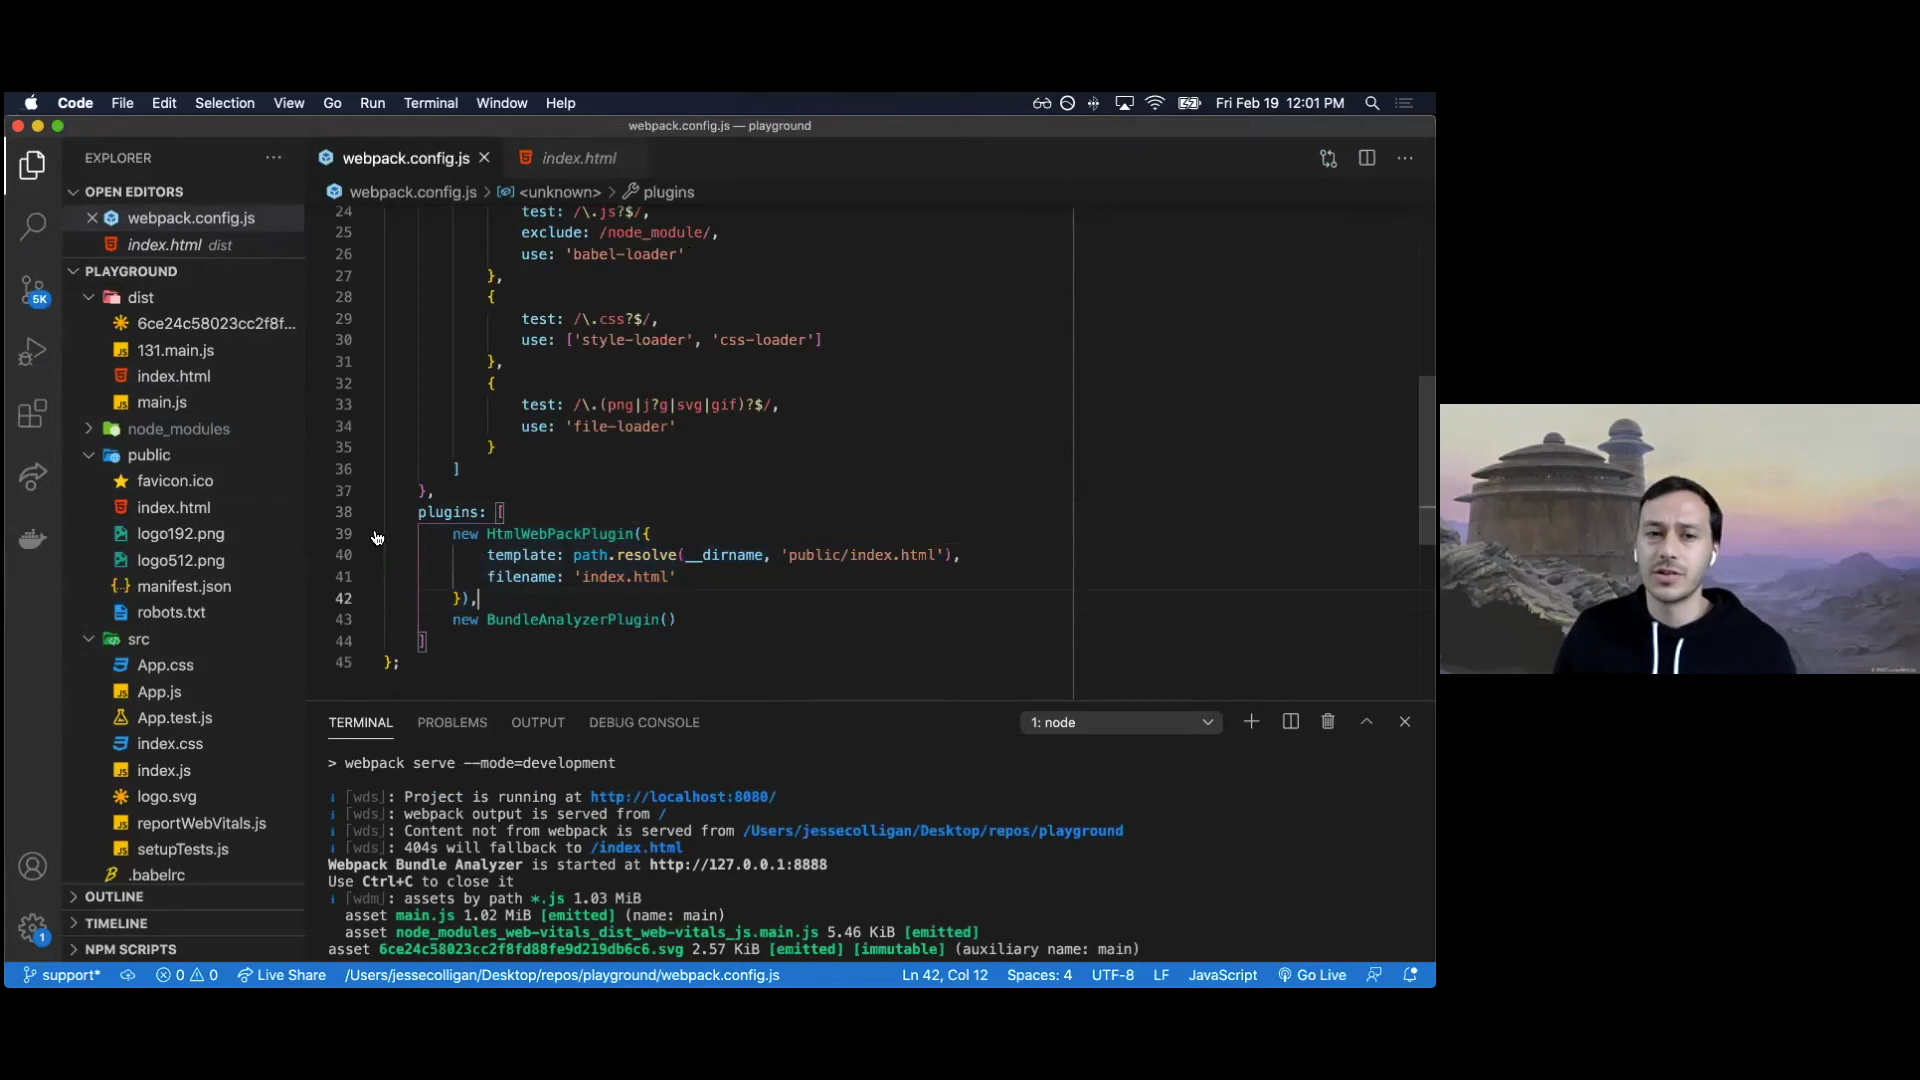 Code File Edit Selection View Go Run Terminal Window Help Fri Feb 19 12:01 PM
webpack.config.js — playground
EXPLORER
OPEN EDITORS
webpack.config.js
index.html dist
PLAYGROUND
dist
6ce24c58023cc2f8f...
131.main.js
index.html
main.js
node_modules
public
favicon.ico
index.html
logo192.png
logo512.png
manifest.json
robots.txt
src
App.css
App.js
App.test.js
index.css
index.js
logo.svg
reportWebVitals.js
setupTests.js
.babelrc
OUTLINE
TIMELINE
NPM SCRIPTS
5K
1
webpack.config.js index.html
webpack.config.js > <unknown> > plugins
24 test: /\.js?$/,
25 exclude: /node_module/,
26 use: 'babel-loader'
27 },
28 {
29 test: /\.css?$/,
30 use: ['style-loader', 'css-loader']
31 },
32 {
33 test: /\.(png|j?g|svg|gif)?$/,
34 use: 'file-loader'
35 }
36 ]
37 },
38 plugins: [
39 new HtmlWebPackPlugin({
40 template: path.resolve(__dirname, 'public/index.html'),
41 filename: 'index.html'
42 }),
43 new BundleAnalyzerPlugin()
44 ]
45 };
TERMINAL PROBLEMS OUTPUT DEBUG CONSOLE 1: node
> webpack serve --mode=development
i ⌈wds⌋: Project is running at http://localhost:8080/
i ⌈wds⌋: webpack output is served from /
i ⌈wds⌋: Content not from webpack is served from /Users/jessecolligan/Desktop/repos/playground
i ⌈wds⌋: 404s will fallback to /index.html
Webpack Bundle Analyzer is started at http://127.0.0.1:8888
Use Ctrl+C to close it
i ⌈wdm⌋: assets by path *.js 1.03 MiB
asset main.js 1.02 MiB [emitted] (name: main)
asset node_modules_web-vitals_dist_web-vitals_js.main.js 5.46 KiB [emitted]
asset 6ce24c58023cc2f8fd88fe9d219db6c6.svg 2.57 KiB [emitted] [immutable] (auxiliary name: main)
support* 0 0 Live Share /Users/jessecolligan/Desktop/repos/playground/webpack.config.js Ln 42, Col 12 Spaces: 4 UTF-8 LF JavaScript Go Live